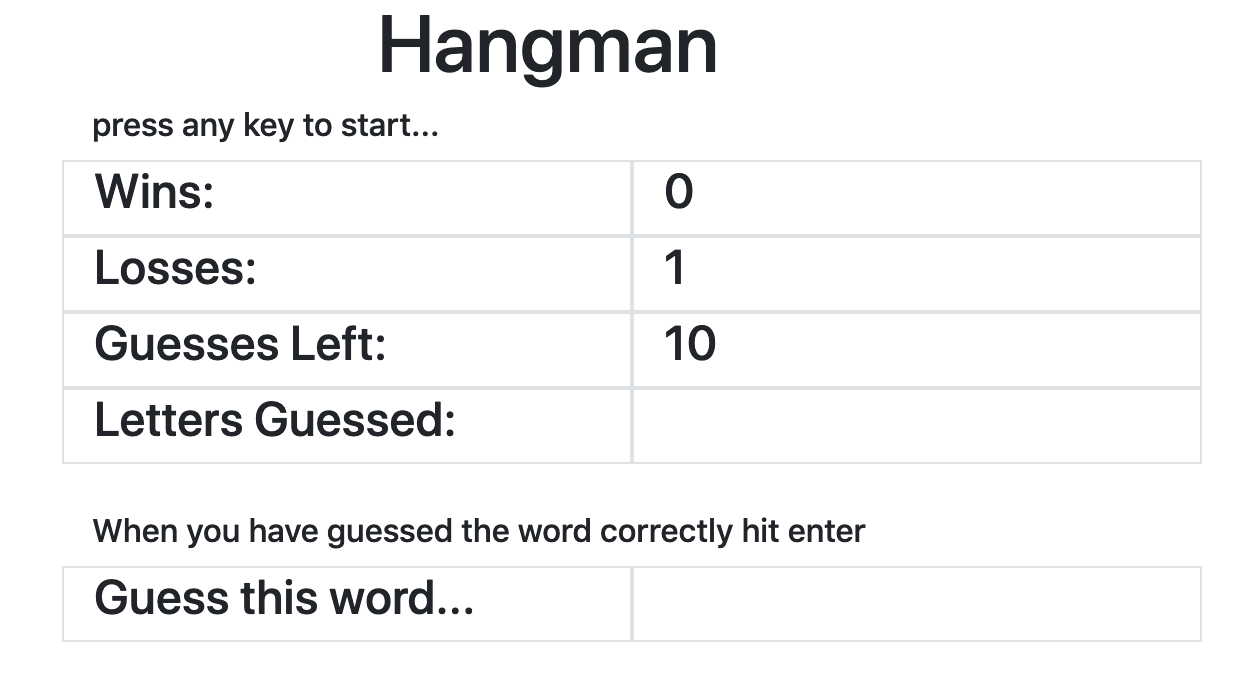 Hangman
press any key to start...
Wins: 0
Losses: 1
Guesses Left: 10
Letters Guessed:
When you have guessed the word correctly hit enter
Guess this word...